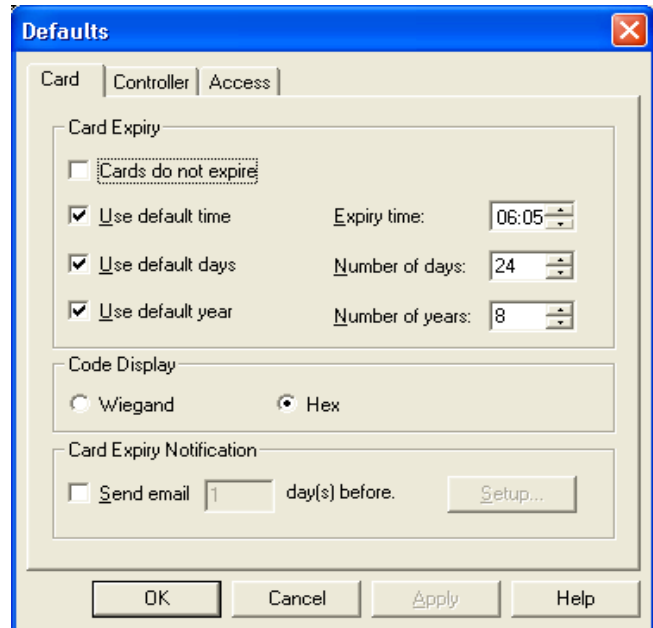 Defaults
Card Controller Access
Card Expiry
Cards do not expire
Use default time Expiry time: 06:05
Use default days Number of days: 24
Use default year Number of years: 8
Code Display
Wiegand Hex
Card Expiry Notification
Send email 1 day(s) before. Setup...
OK Cancel Apply Help